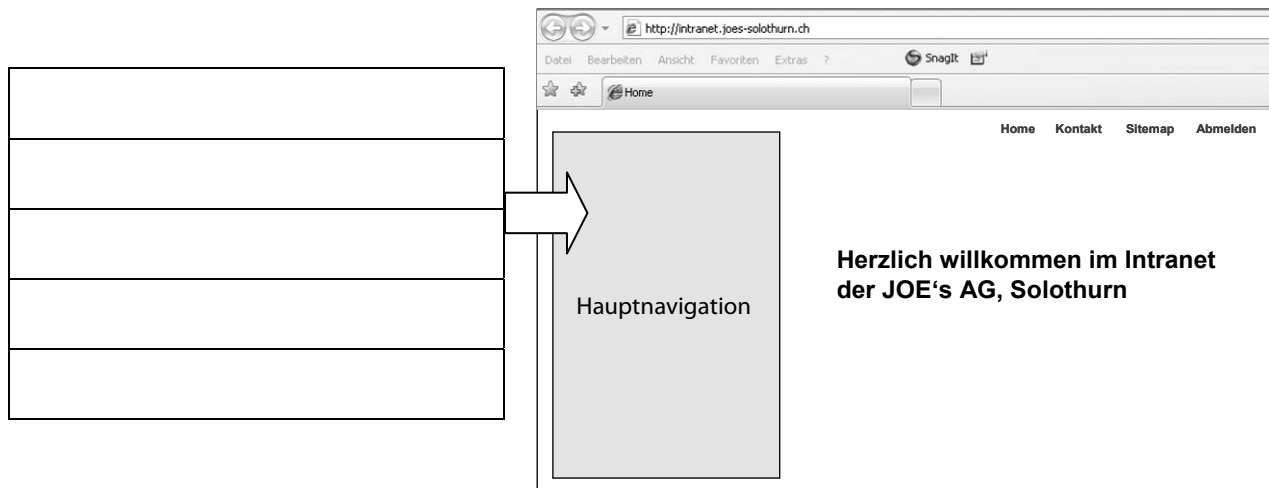 http://intranet.joes-solothurn.ch
Datei Bearbeiten Ansicht Favoriten Extras ?
SnagIt
Home
Home Kontakt Sitemap Abmelden
Herzlich willkommen im Intranet
der JOE‘s AG, Solothurn
Hauptnavigation